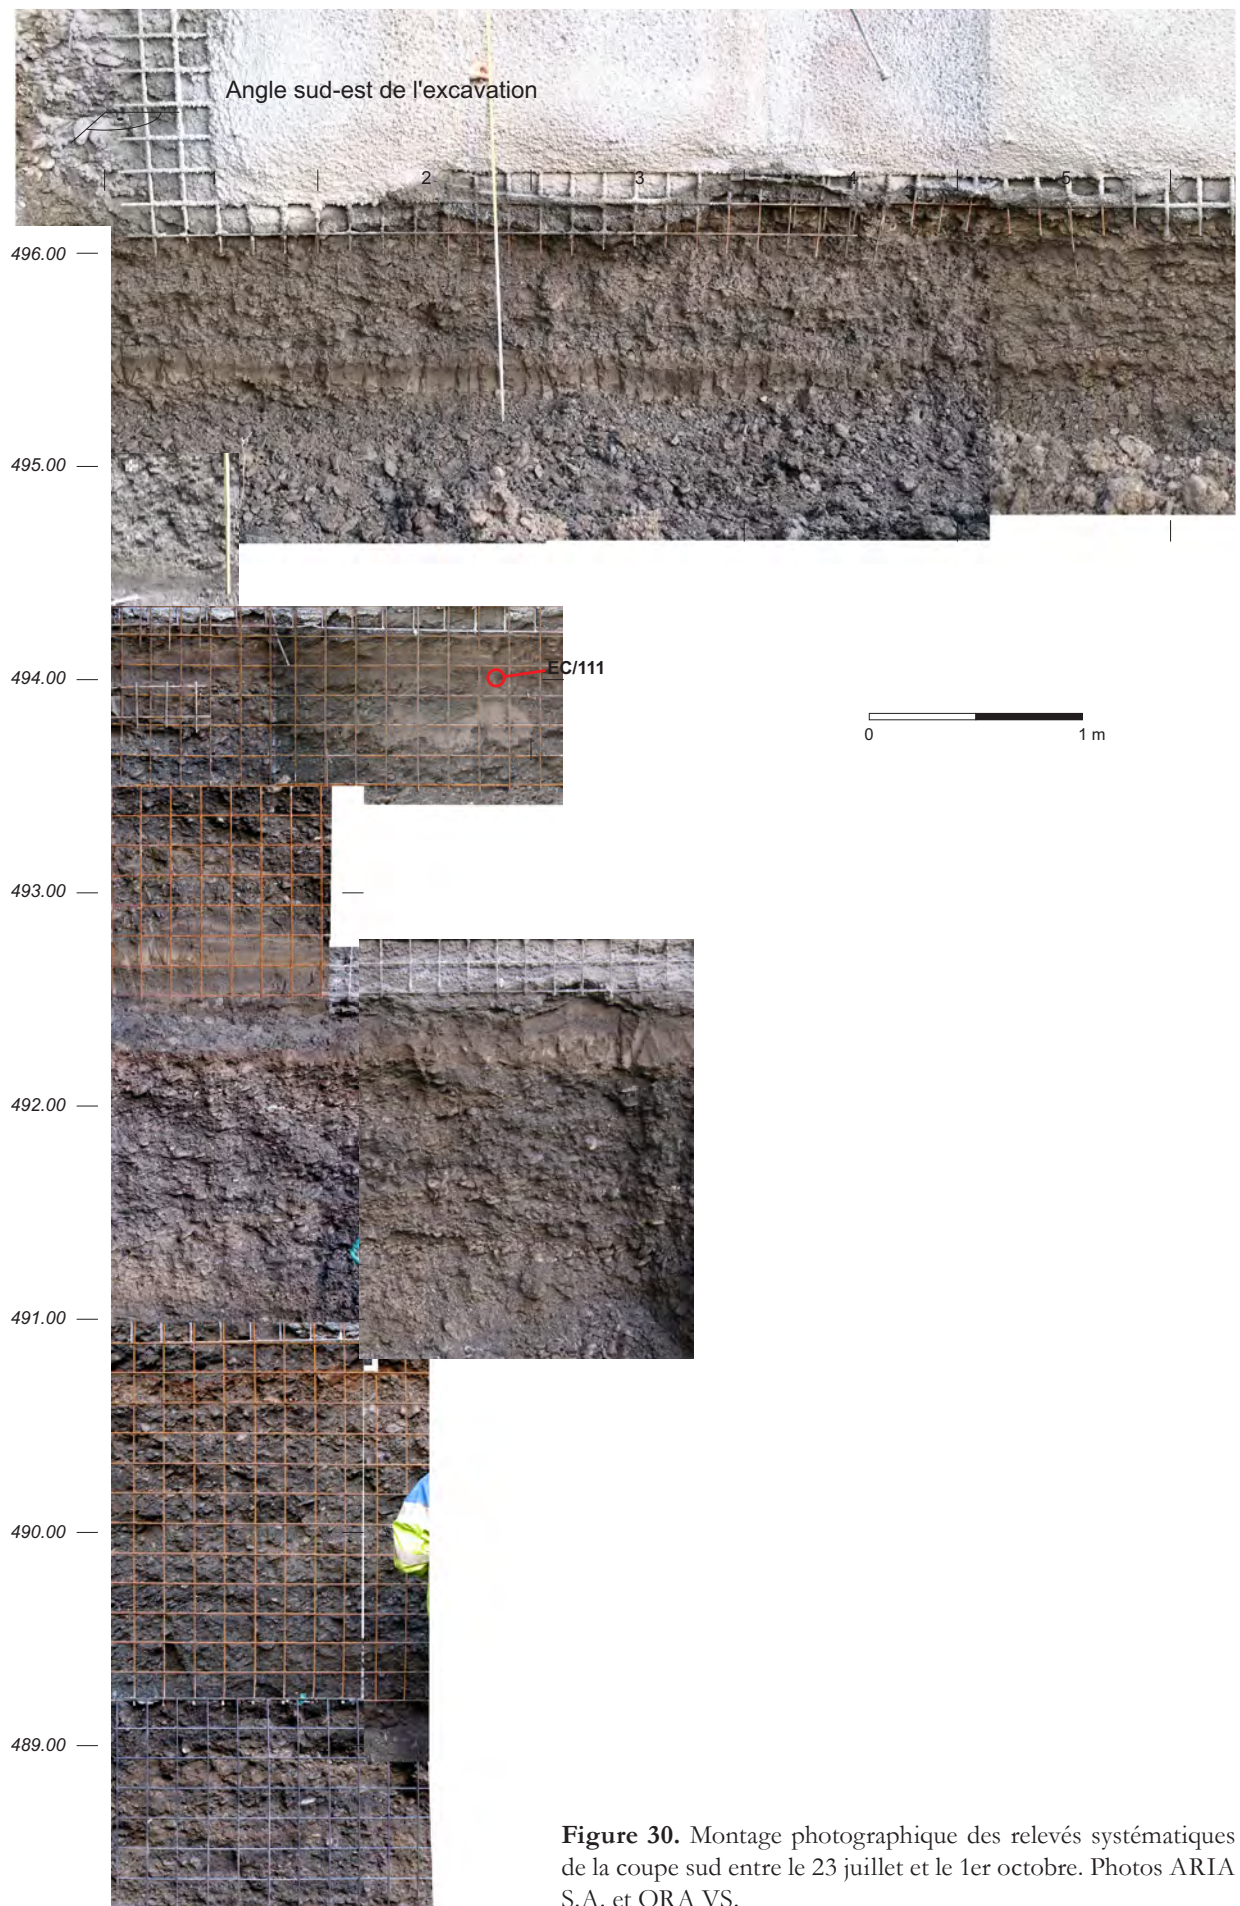 Angle sud-est de l'excavation
1 2 3 4 5
496.00
495.00
494.00
EC/111
0 1 m
493.00
492.00
491.00
490.00
489.00
Figure 30. Montage photographique des relevés systématiques
de la coupe sud entre le 23 juillet et le 1er octobre. Photos ARIA
S.A. et ORA VS.